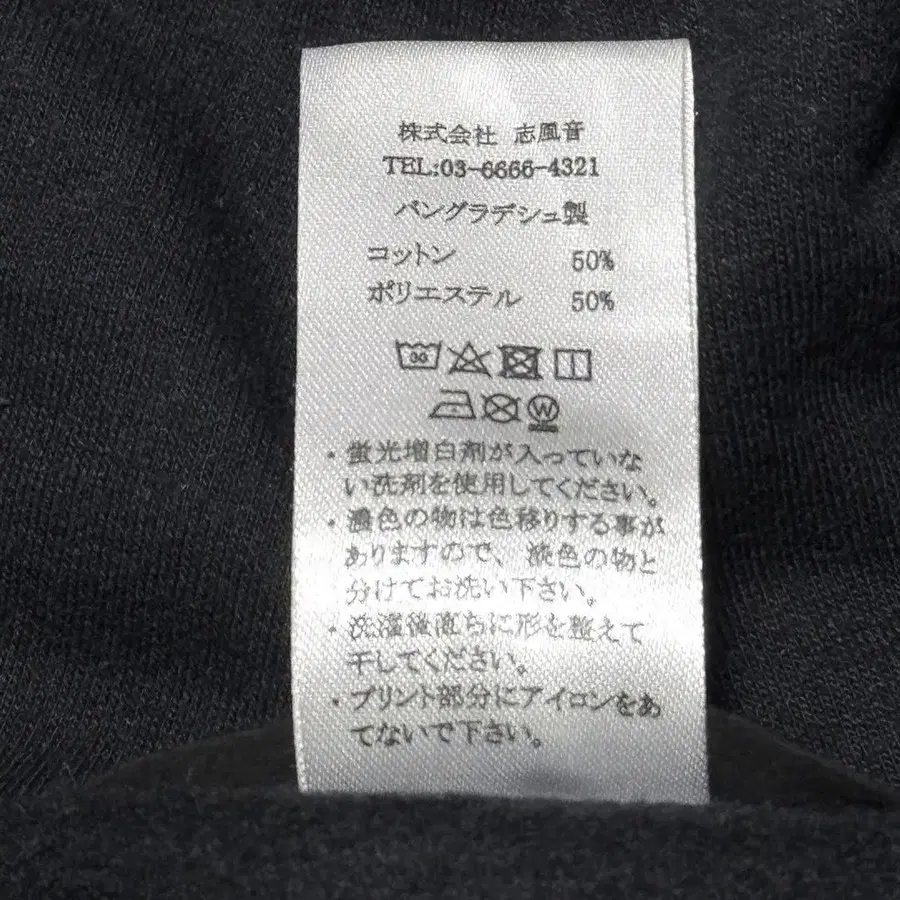 株式会社 志風音
TEL:03-6666-4321
バングラデシュ製
コットン 50%
ポリエステル 50%
30
W
・蛍光増白剤が入っていな
い洗剤を使用してください。
・濃色の物は色移りする事が
ありますので、淡色の物と
分けてお洗い下さい。
・洗濯後直ちに形を整えて
干してください。
・プリント部分にアイロンをあ
てないで下さい。